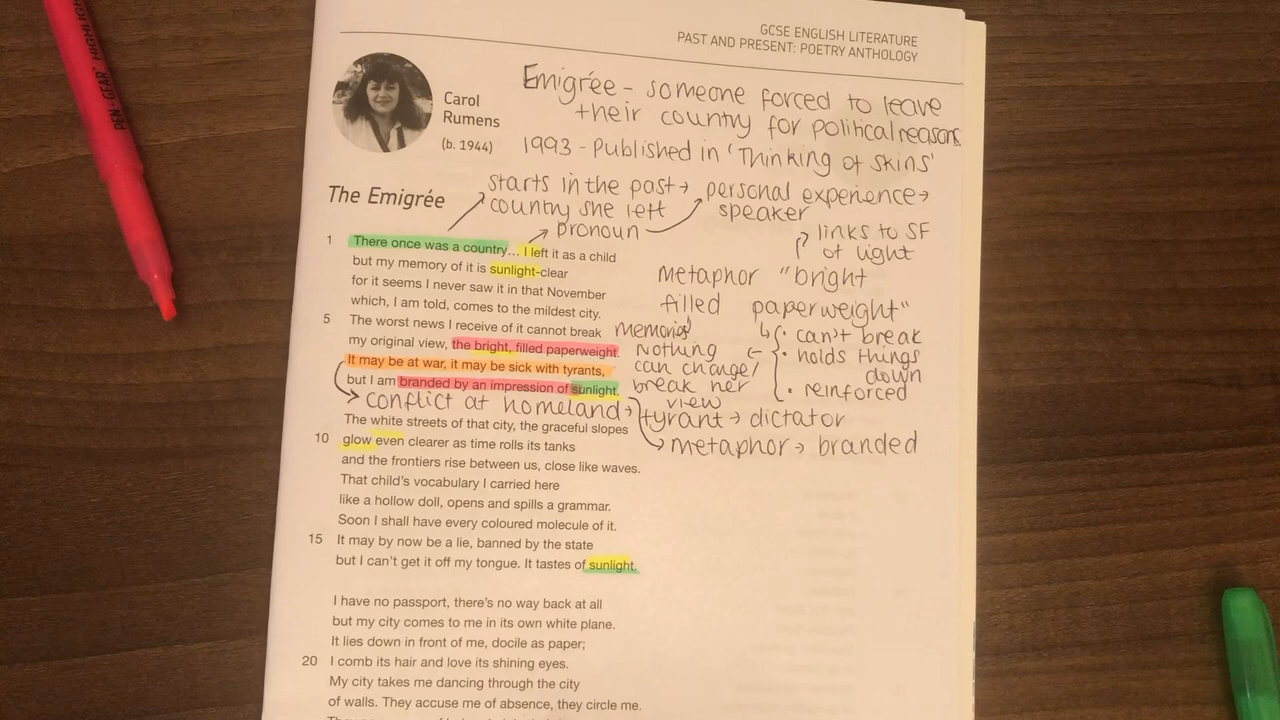 PEN+GEAR HIGHLIGH
GCSE ENGLISH LITERATURE
PAST AND PRESENT: POETRY ANTHOLOGY
Carol
Rumens
(b. 1944)
Emigrée - someone forced to leave
their country for political reasons
1993 - Published in 'Thinking of skins'
The Emigrée
starts in the past → personal experience →
country she left speaker
pronoun
links to SF
of light
1 There once was a country... I left it as a child
but my memory of it is sunlight-clear
for it seems I never saw it in that November
which, I am told, comes to the mildest city.
5 The worst news I receive of it cannot break
my original view, the bright, filled paperweight.
It may be at war, it may be sick with tyrants,
but I am branded by an impression of sunlight.
metaphor "bright
filled paperweight"
memories
Nothing
can change/
break her
view
• can't break
• holds things
down
• reinforced
conflict at homeland →
tyrant → dictator
metaphor → branded
The white streets of that city, the graceful slopes
10 glow even clearer as time rolls its tanks
and the frontiers rise between us, close like waves.
That child's vocabulary I carried here
like a hollow doll, opens and spills a grammar.
Soon I shall have every coloured molecule of it.
15 It may by now be a lie, banned by the state
but I can't get it off my tongue. It tastes of sunlight.
I have no passport, there's no way back at all
but my city comes to me in its own white plane.
It lies down in front of me, docile as paper;
20 I comb its hair and love its shining eyes.
My city takes me dancing through the city
of walls. They accuse me of absence, they circle me.